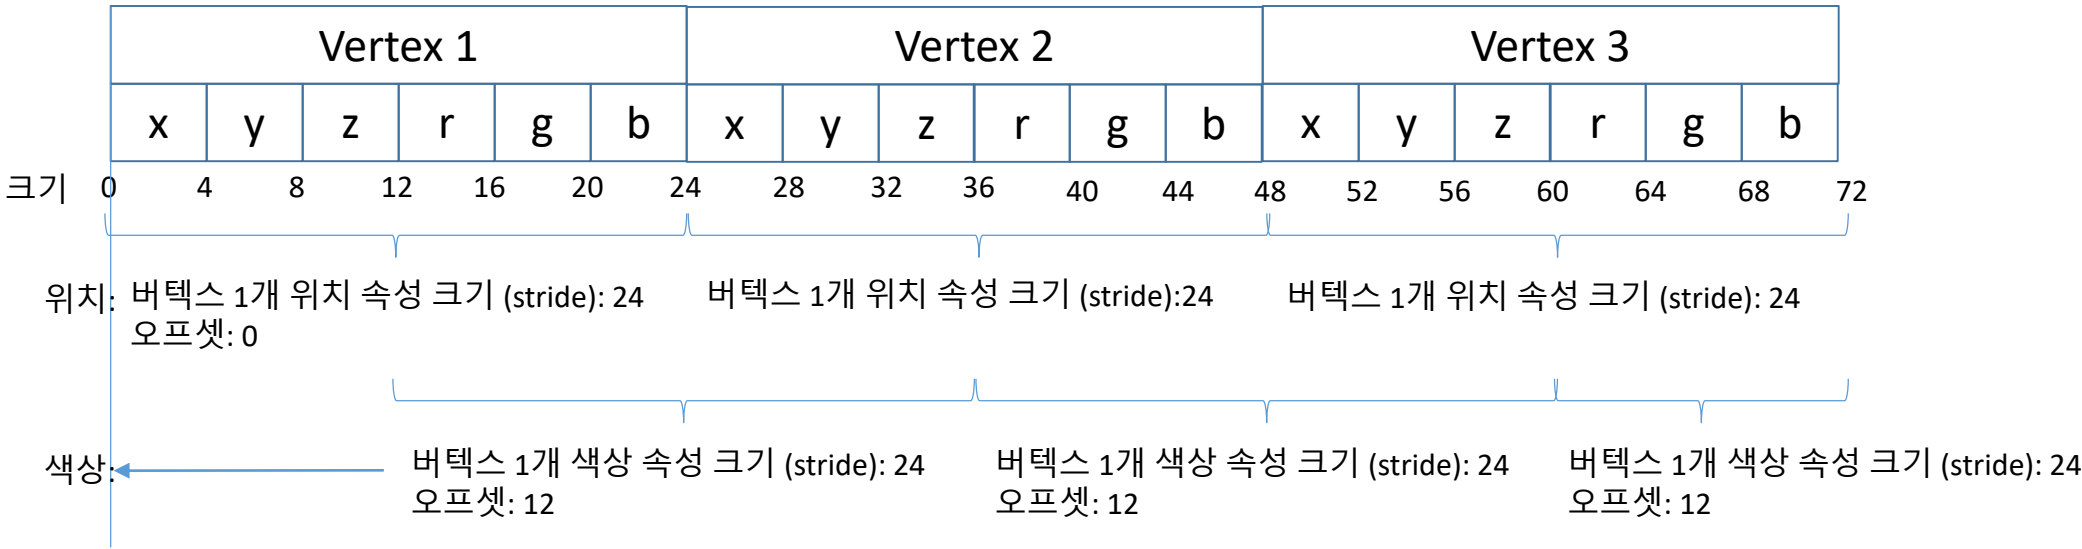 Vertex 1 Vertex 2 Vertex 3
x y z r g b x y z r g b x y z r g b
크기 0 4 8 12 16 20 24 28 32 36 40 44 48 52 56 60 64 68 72
위치: 버텍스 1개 위치 속성 크기 (stride): 24 버텍스 1개 위치 속성 크기 (stride):24 버텍스 1개 위치 속성 크기 (stride): 24
오프셋: 0
색상: 버텍스 1개 색상 속성 크기 (stride): 24 버텍스 1개 색상 속성 크기 (stride): 24 버텍스 1개 색상 속성 크기 (stride): 24
오프셋: 12 오프셋: 12 오프셋: 12